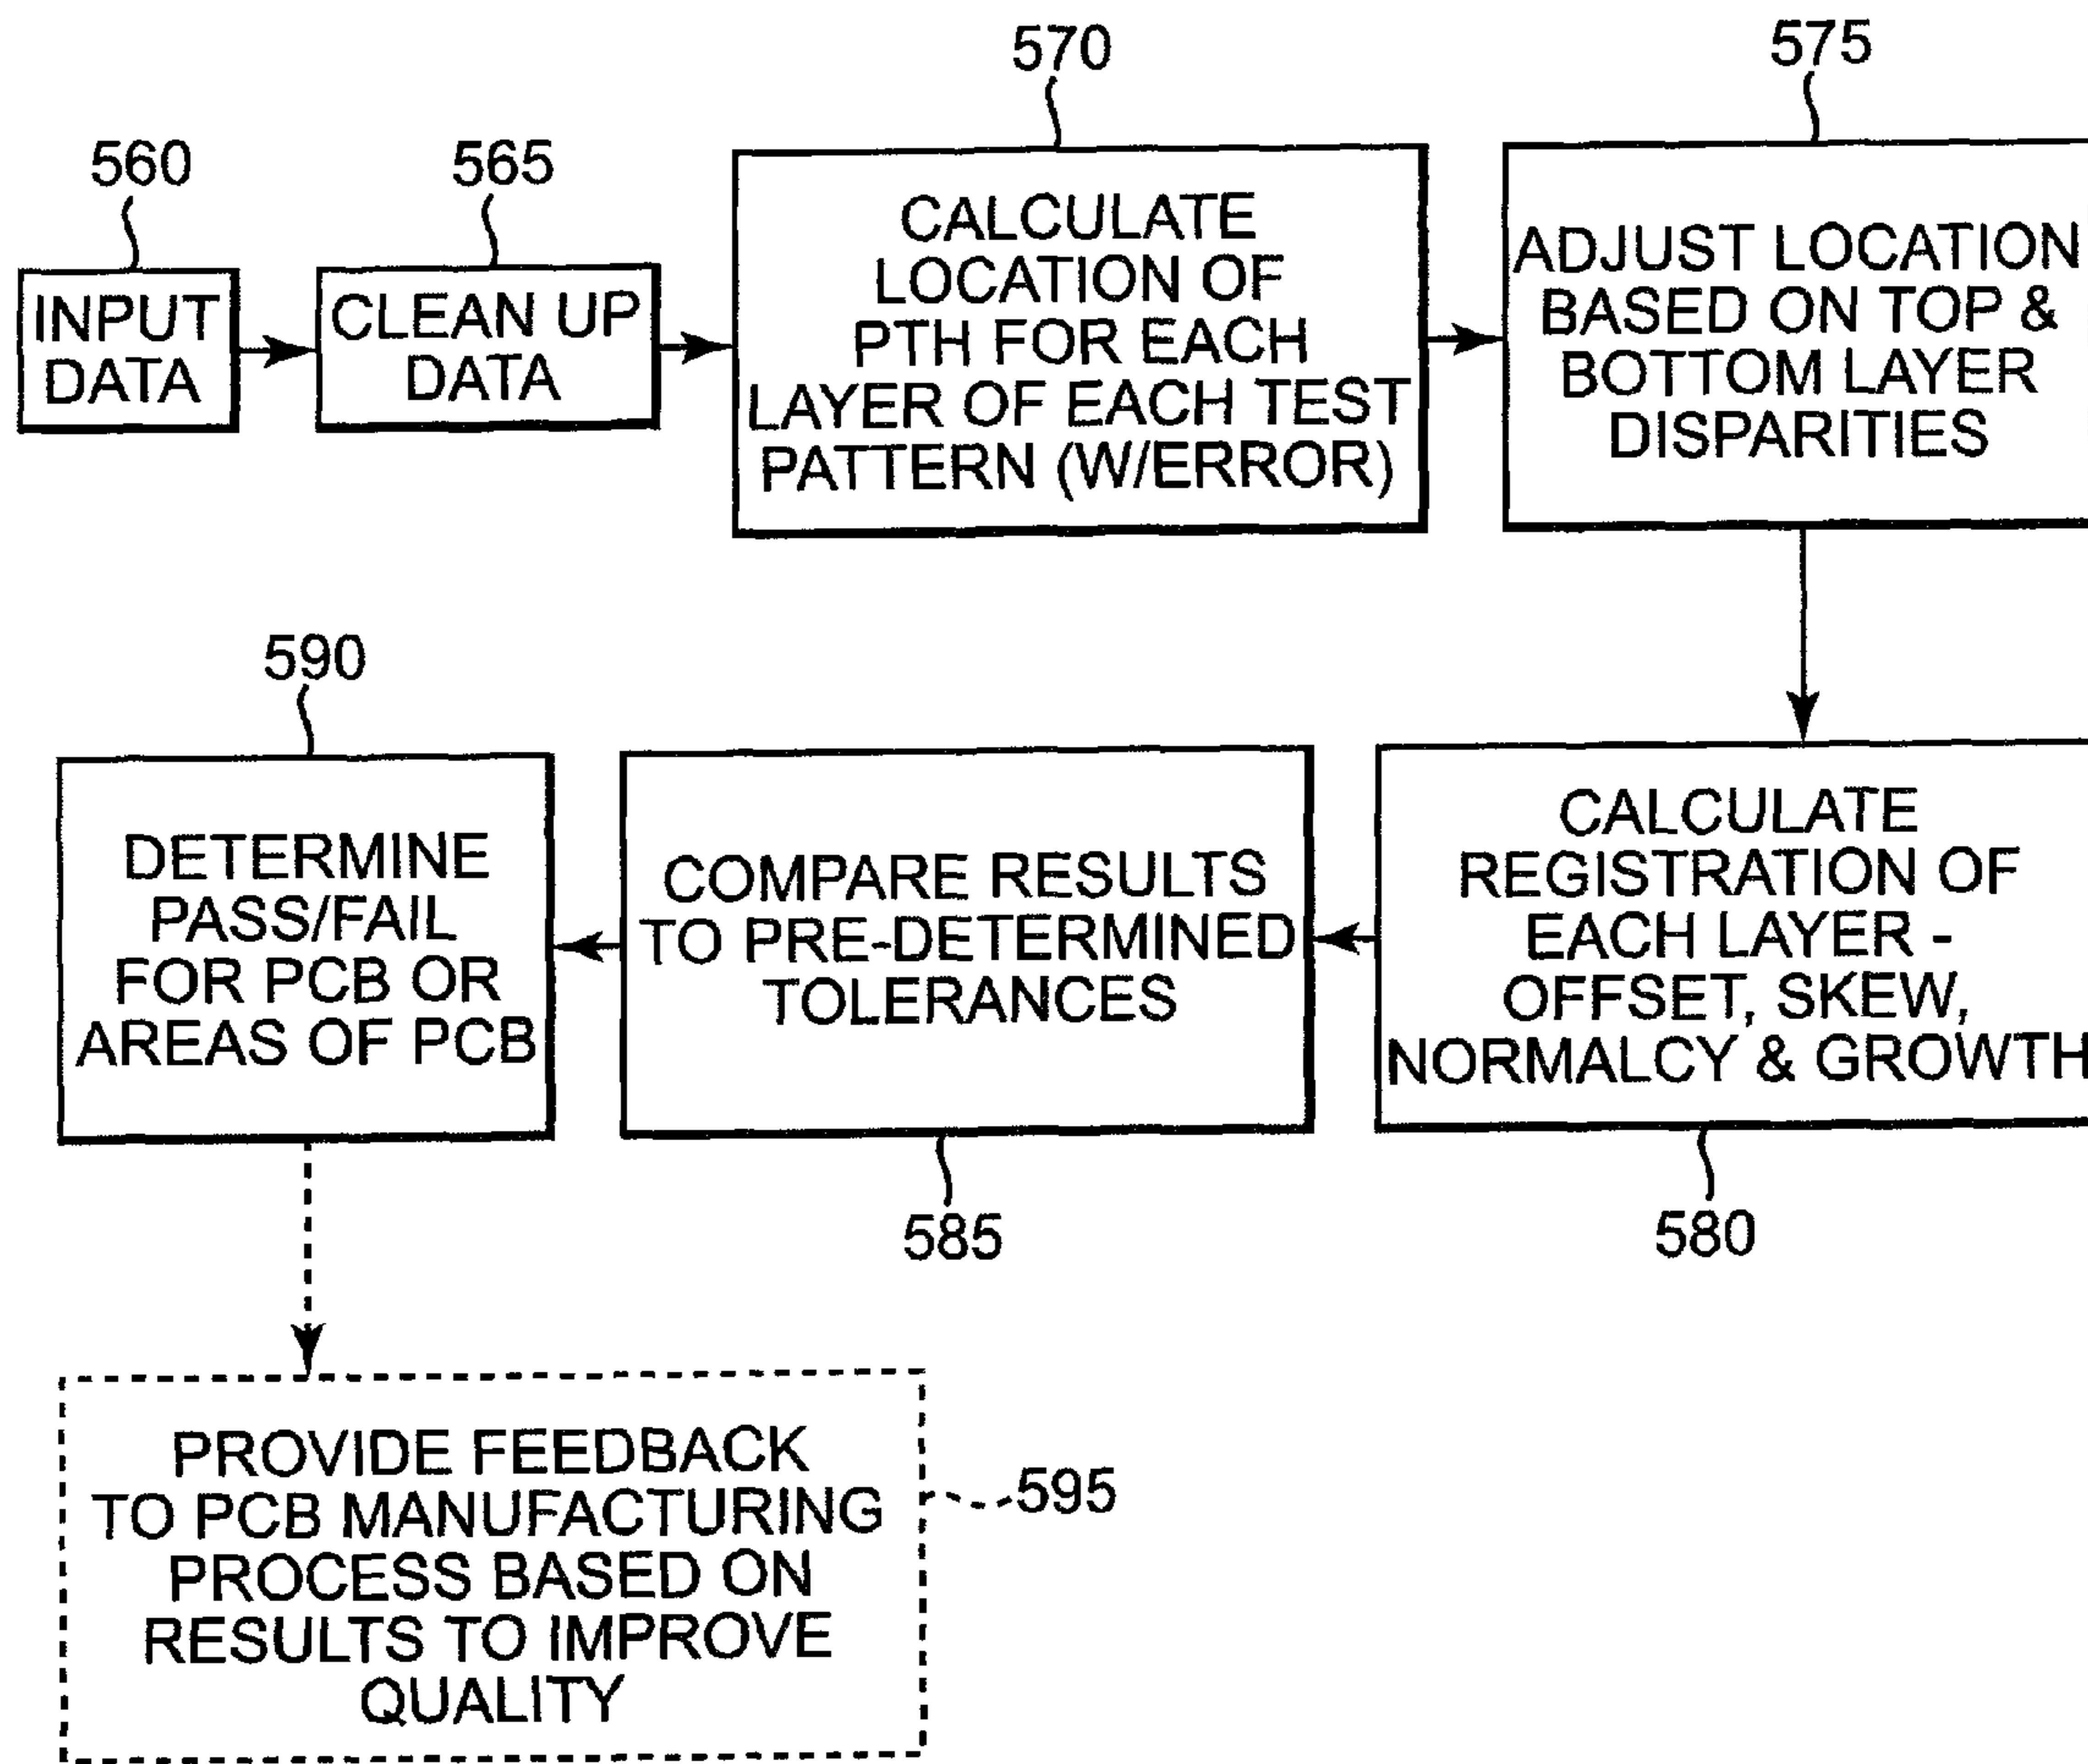 560
INPUT
DATA
565
CLEAN UP
DATA
570
CALCULATE
LOCATION OF
PTH FOR EACH
LAYER OF EACH TEST
PATTERN (W/ERROR)
575
ADJUST LOCATION
BASED ON TOP &
BOTTOM LAYER
DISPARITIES
CALCULATE
REGISTRATION OF
EACH LAYER -
OFFSET, SKEW,
NORMALCY & GROWTH
580
COMPARE RESULTS
TO PRE-DETERMINED
TOLERANCES
585
590
DETERMINE
PASS/FAIL
FOR PCB OR
AREAS OF PCB
PROVIDE FEEDBACK
TO PCB MANUFACTURING
PROCESS BASED ON
RESULTS TO IMPROVE
QUALITY
595